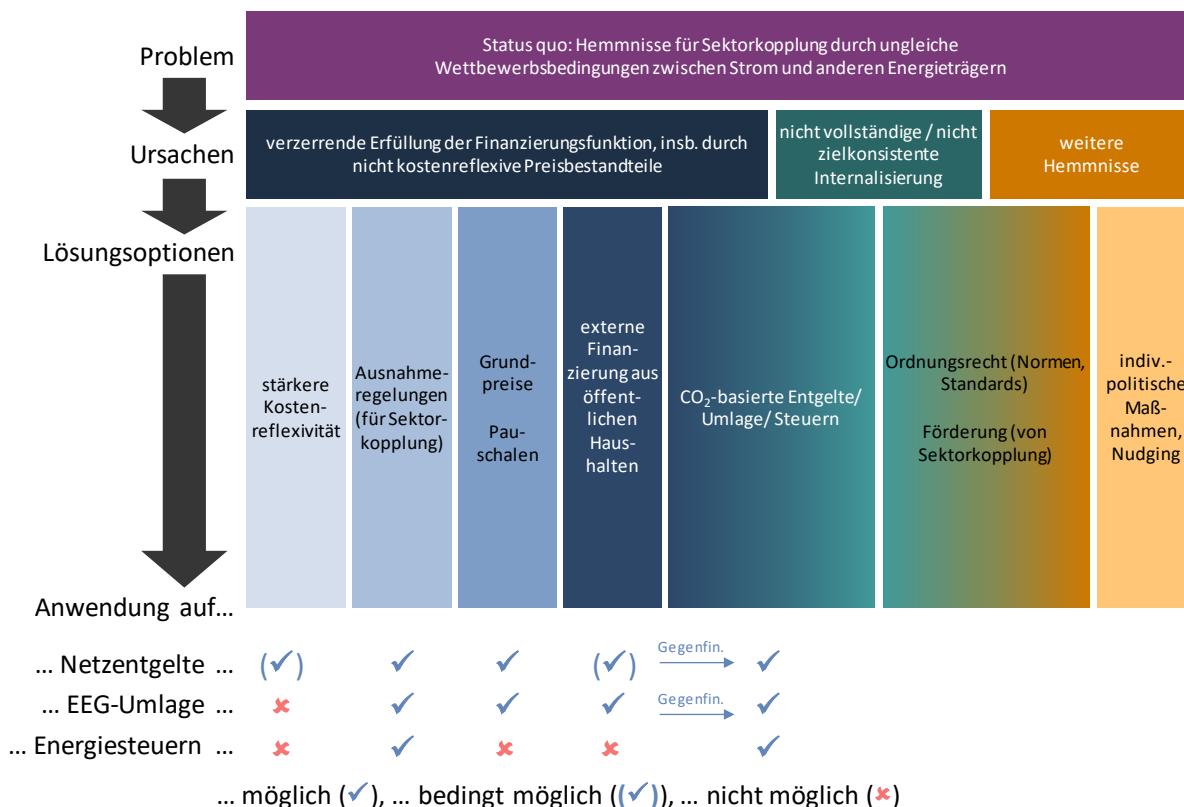 Problem
Status quo: Hemmnisse für Sektorkopplung durch ungleiche
Wettbewerbsbedingungen zwischen Strom und anderen Energieträgern
Ursachen
verzerrende Erfüllung der Finanzierungsfunktion, insb. durch
nicht kostenreflexive Preisbestandteile
nicht vollständige / nicht
zielkonsistente
Internalisierung
weitere
Hemmnisse
Lösungsoptionen
stärkere
Kosten-
reflexivität
Ausnahme-
regelungen
(für Sektor-
kopplung)
Grund-
preise
Pau-
schalen
externe
Finan-
zierung aus
öffent-
lichen
Haus-
halten
CO₂-basierte Entgelte/
Umlage/ Steuern
Ordnungsrecht (Normen,
Standards)
Förderung (von
Sektorkopplung)
indiv.-
politische
Maß-
nahmen,
Nudging
Anwendung auf...
... Netzentgelte ... (✓) ✓ ✓ (✓) Gegenfin. ✓
... EEG-Umlage ... ✘ ✓ ✓ ✓ Gegenfin. ✓
... Energiesteuern ... ✘ ✓ ✘ ✘ ✓
... möglich (✓), ... bedingt möglich ((✓)), ... nicht möglich (✘)